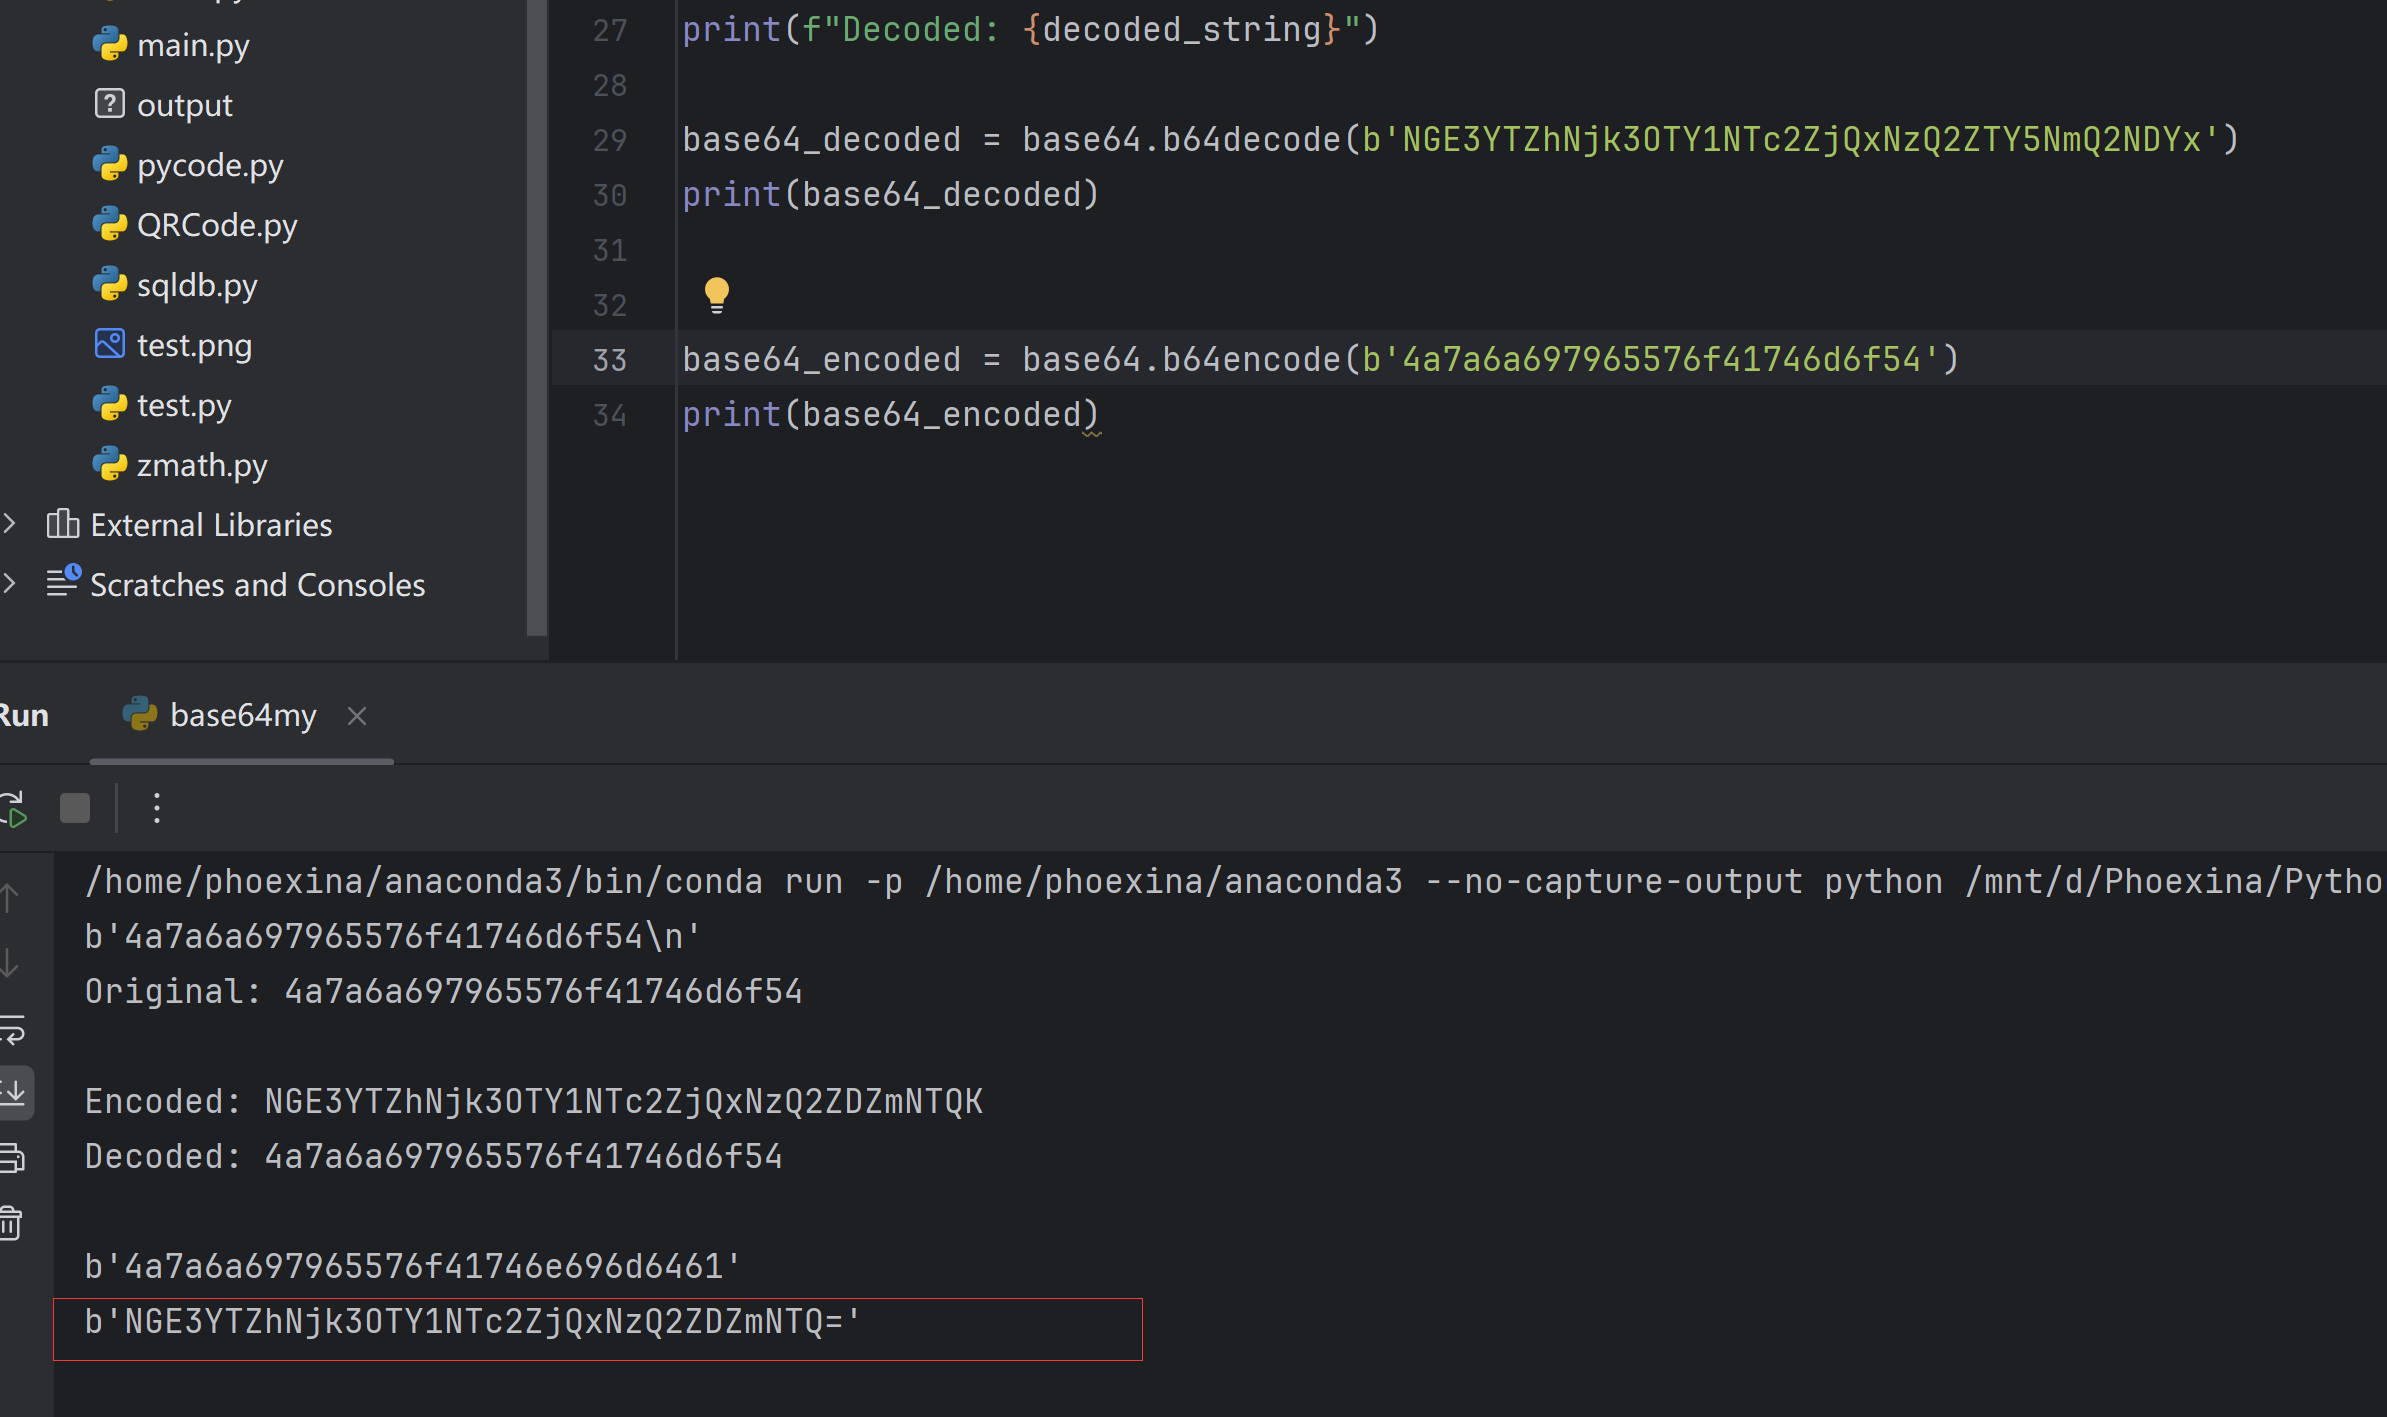 main.py
output
pycode.py
QRCode.py
sqldb.py
test.png
test.py
zmath.py
External Libraries
Scratches and Consoles
27 print(f"Decoded: {decoded_string}")
28
29 base64_decoded = base64.b64decode(b'NGE3YTZhNjk3OTY1NTc2ZjQxNzQ2ZTY5NmQ2NDYx')
30 print(base64_decoded)
31
32
33 base64_encoded = base64.b64encode(b'4a7a6a697965576f41746d6f54')
34 print(base64_encoded)
Run
base64my
/home/phoexina/anaconda3/bin/conda run -p /home/phoexina/anaconda3 --no-capture-output python /mnt/d/Phoexina/Pytho
b'4a7a6a697965576f41746d6f54\n'
Original: 4a7a6a697965576f41746d6f54
Encoded: NGE3YTZhNjk3OTY1NTc2ZjQxNzQ2ZDZmNTQK
Decoded: 4a7a6a697965576f41746d6f54
b'4a7a6a697965576f41746e696d6461'
b'NGE3YTZhNjk3OTY1NTc2ZjQxNzQ2ZDZmNTQ='